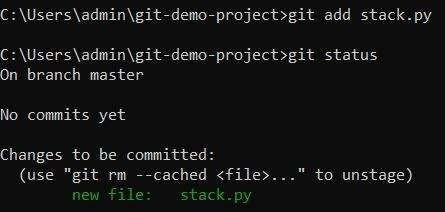 C:\Users\admin\git-demo-project>git add stack.py
C:\Users\admin\git-demo-project>git status
On branch master
No commits yet
Changes to be committed:
  (use "git rm --cached <file>..." to unstage)
        new file:   stack.py